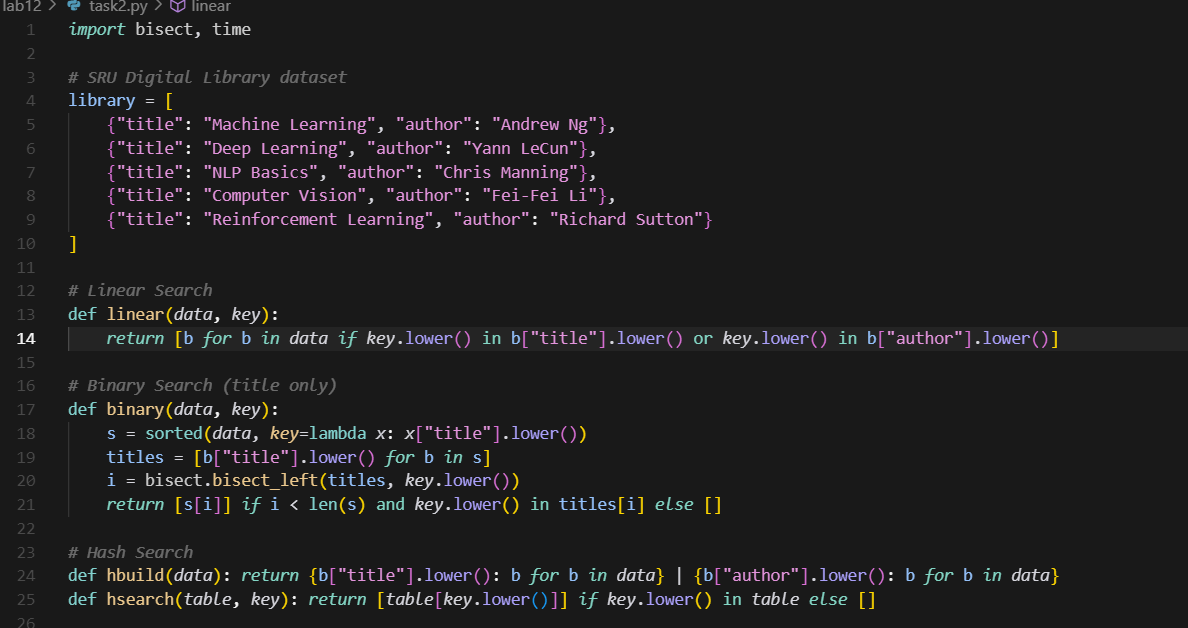 lab12 > task2.py > linear
1 import bisect, time
2
3 # SRU Digital Library dataset
4 library = [
5     {"title": "Machine Learning", "author": "Andrew Ng"},
6     {"title": "Deep Learning", "author": "Yann LeCun"},
7     {"title": "NLP Basics", "author": "Chris Manning"},
8     {"title": "Computer Vision", "author": "Fei-Fei Li"},
9     {"title": "Reinforcement Learning", "author": "Richard Sutton"}
10 ]
11
12 # Linear Search
13 def linear(data, key):
14     return [b for b in data if key.lower() in b["title"].lower() or key.lower() in b["author"].lower()]
15
16 # Binary Search (title only)
17 def binary(data, key):
18     s = sorted(data, key=lambda x: x["title"].lower())
19     titles = [b["title"].lower() for b in s]
20     i = bisect.bisect_left(titles, key.lower())
21     return [s[i]] if i < len(s) and key.lower() in titles[i] else []
22
23 # Hash Search
24 def hbuild(data): return {b["title"].lower(): b for b in data} | {b["author"].lower(): b for b in data}
25 def hsearch(table, key): return [table[key.lower()]] if key.lower() in table else []
26